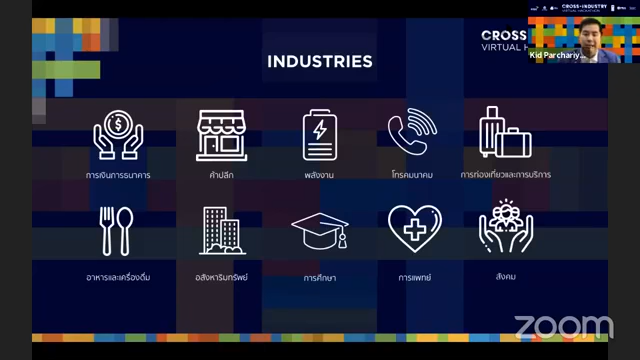 CROSS-INDUSTRY
VIRTUAL HACKATHON
CROSS
VIRTUAL H
Kid Parchariy...
INDUSTRIES
การเงินการธนาคาร
ค้าปลีก
พลังงาน
โทรคมนาคม
การท่องเที่ยวและการบริการ
อาหารและเครื่องดื่ม
อสังหาริมทรัพย์
การศึกษา
การแพทย์
สังคม
zoom